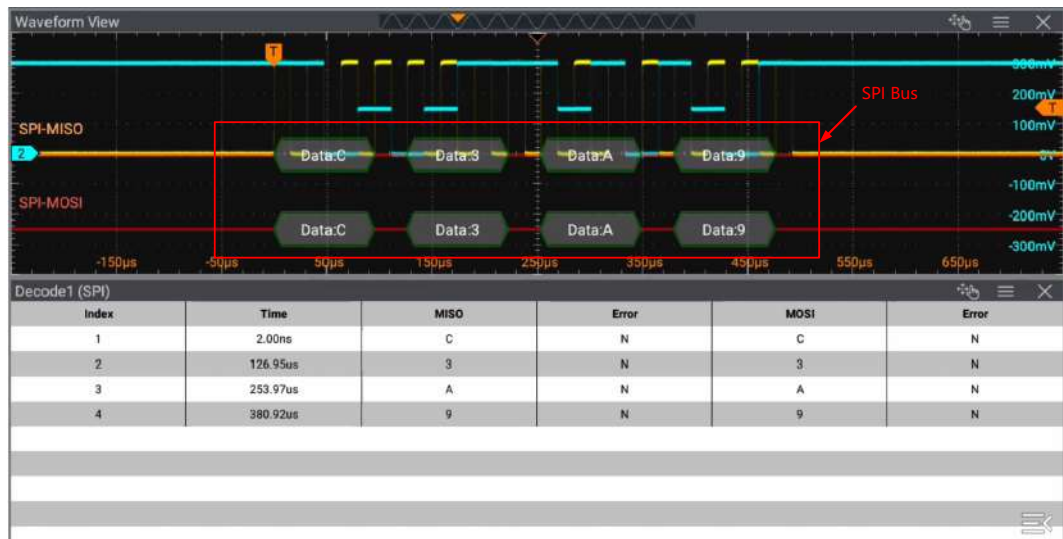 Waveform View
T
300mV
200mV
SPI Bus
T
SPI-MISO
100mV
2
Data:C Data:3 Data:A Data:9
0V
-100mV
SPI-MOSI
-200mV
Data:C Data:3 Data:A Data:9
-300mV
-150μs -50μs 50μs 150μs 250μs 350μs 450μs 550μs 650μs
Decode1 (SPI)
Index Time MISO Error MOSI Error
1 2.00ns C N C N
2 126.95us 3 N 3 N
3 253.97us A N A N
4 380.92us 9 N 9 N